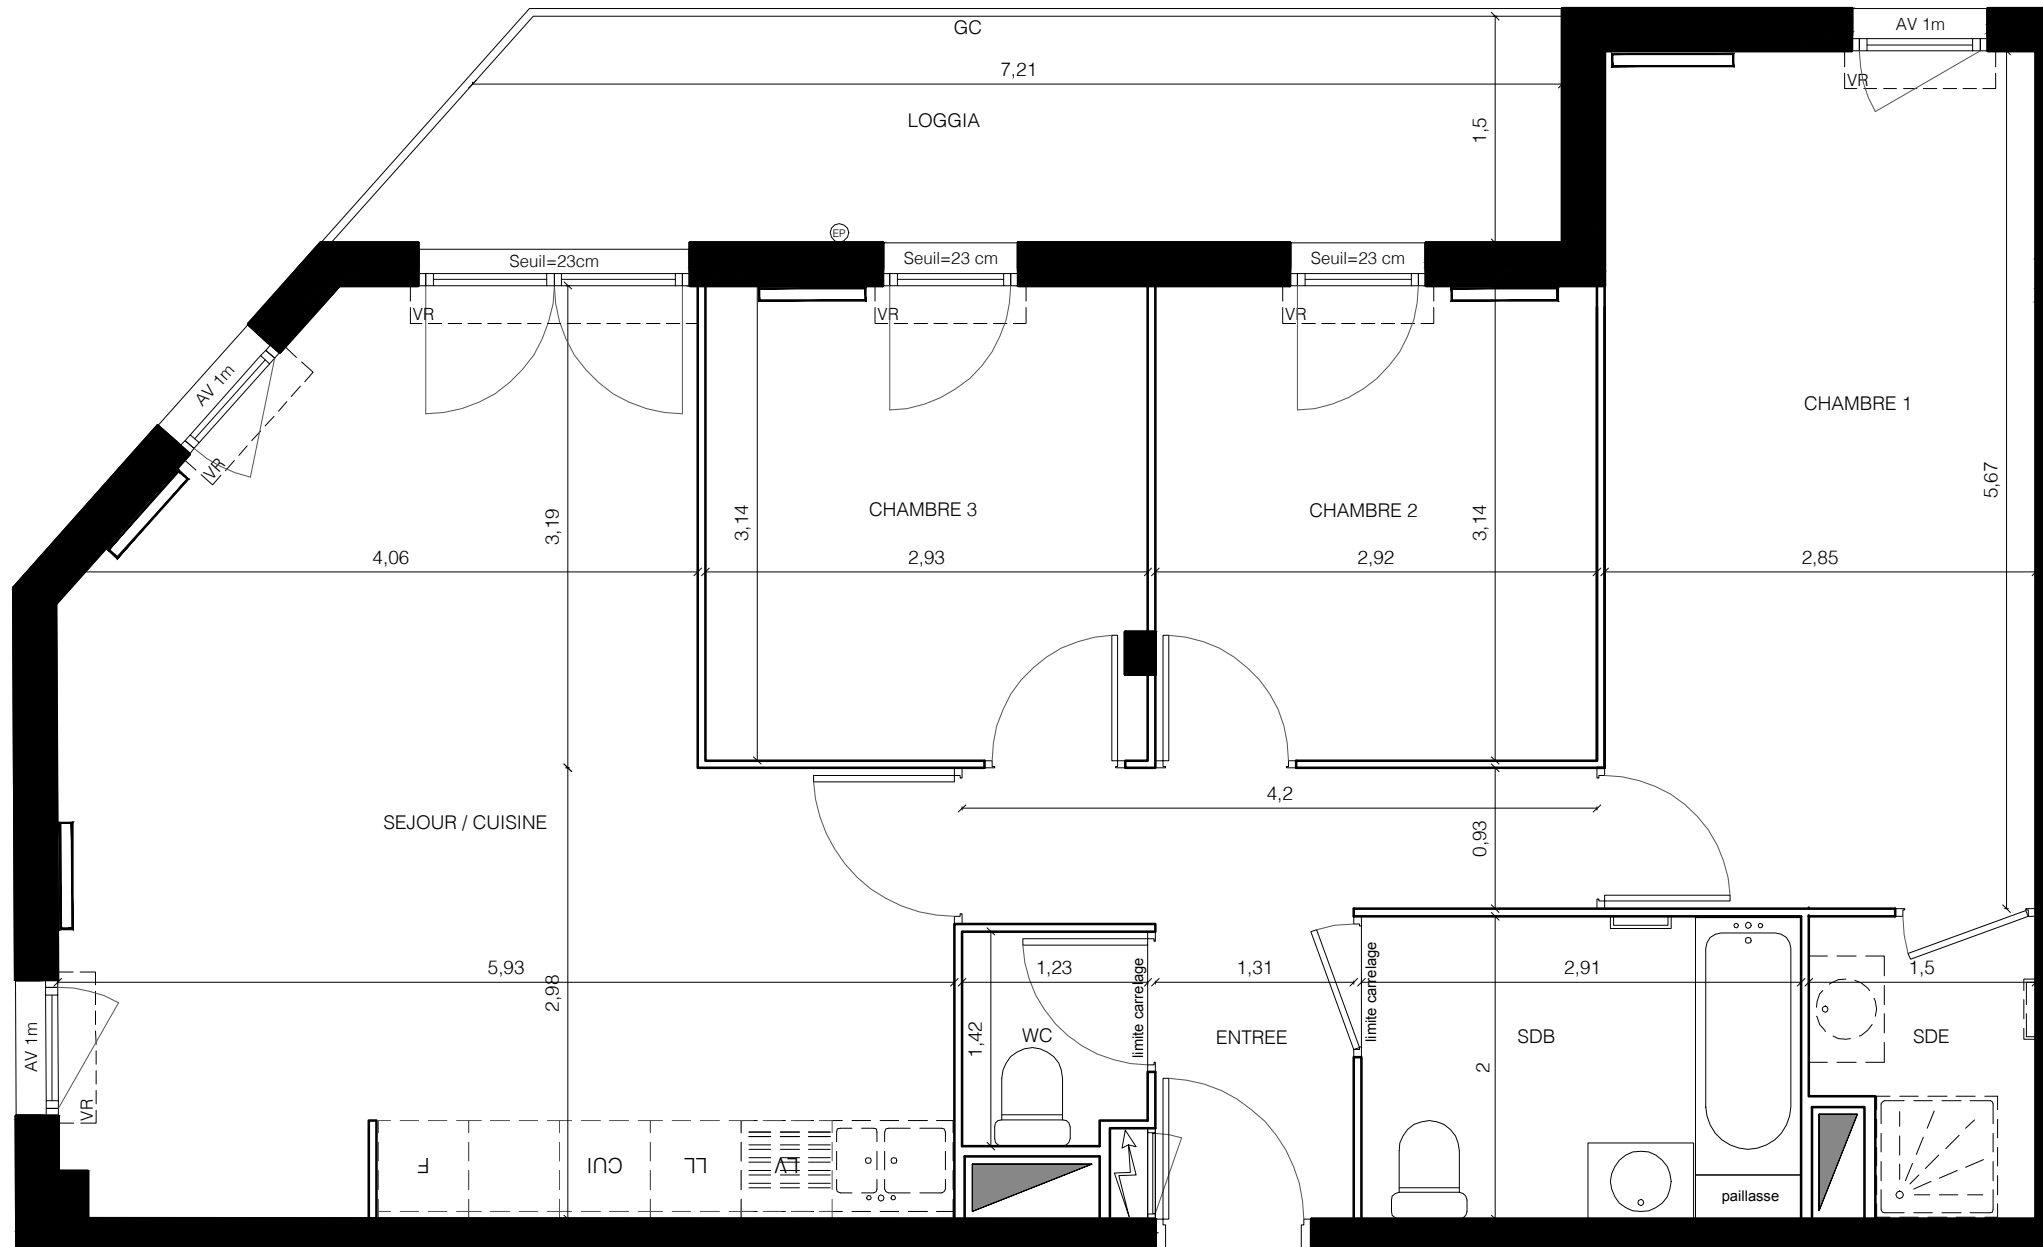 GC
AV 1m
7,21
VR
LOGGIA
1,5
EP
Seuil=23cm
Seuil=23 cm
Seuil=23 cm
VR
VR
VR
AV 1m
VR
CHAMBRE 1
5,67
CHAMBRE 3
CHAMBRE 2
3,19
3,14
3,14
4,06
2,93
2,92
2,85
4,2
SEJOUR / CUISINE
0,93
5,93
2,98
1,23
1,31
2,91
1,5
limite carrelage
limite carrelage
AV 1m
VR
1,42
WC
ENTREE
SDB
SDE
2
F
CUI
LL
LV
paillasse